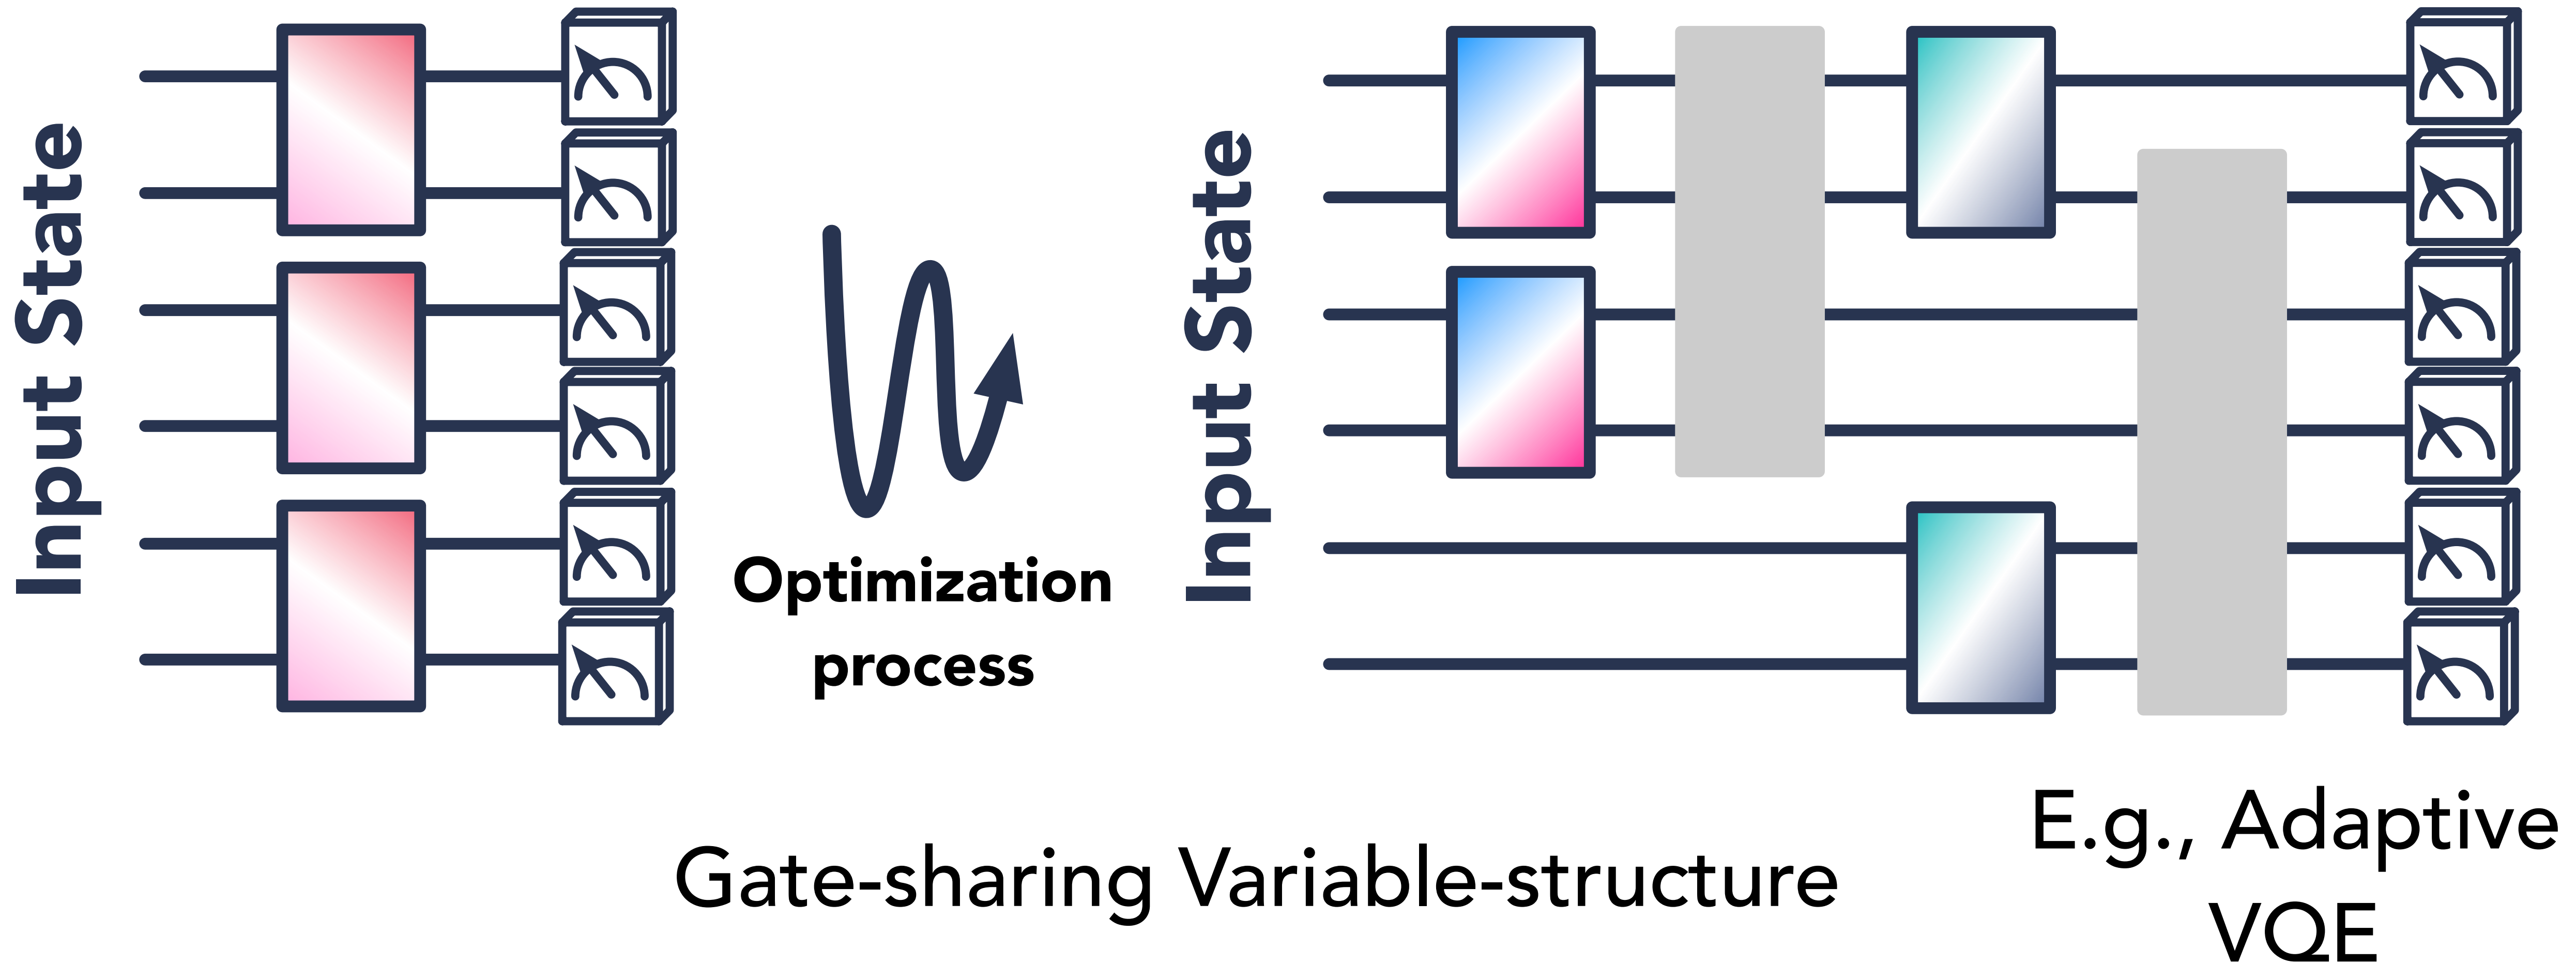 Input State
Optimization
process
Input State
Gate-sharing Variable-structure
E.g., Adaptive
VQE